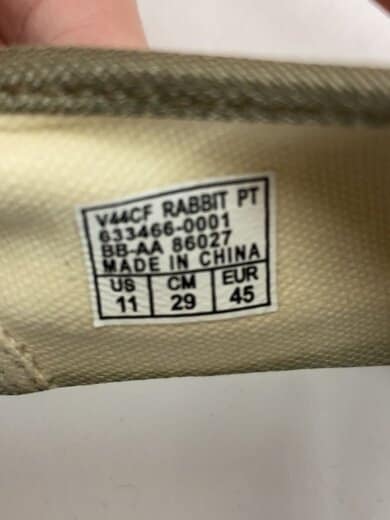 V44CF RABBIT PT
633466-0001
BB-AA 86027
MADE IN CHINA
US CM EUR
11 29 45